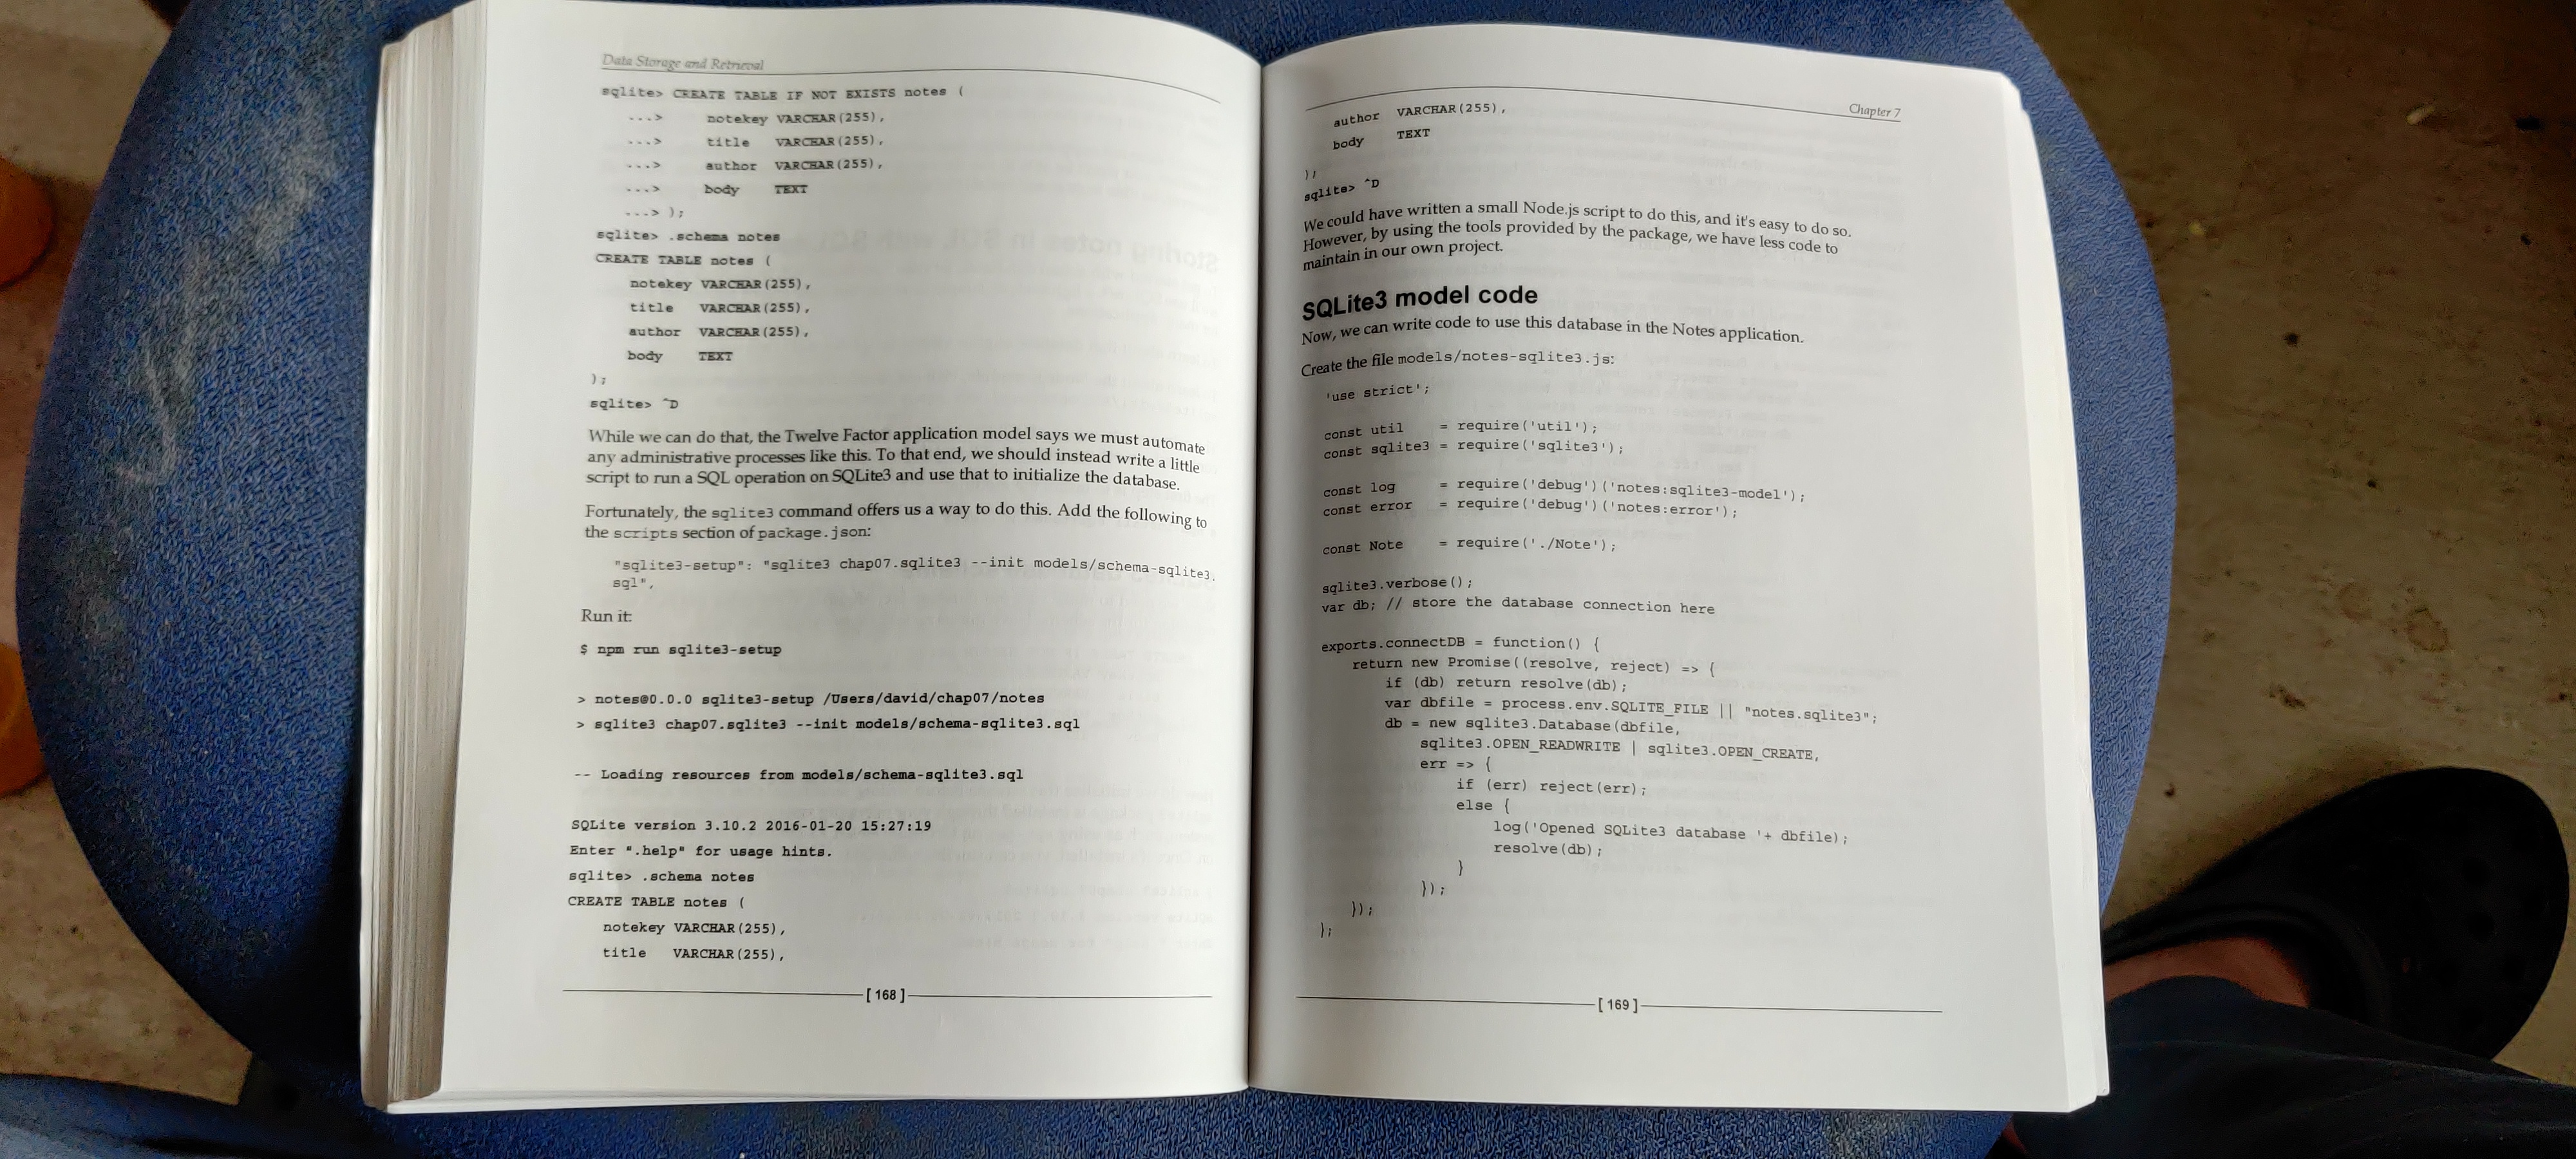 Data Storage and Retrieval
sqlite> CREATE TABLE IF NOT EXISTS notes (
...> notekey VARCHAR(255),
...> title VARCHAR(255),
...> author VARCHAR(255),
...> body TEXT
...> );
sqlite> .schema notes
CREATE TABLE notes (
notekey VARCHAR(255),
title VARCHAR(255),
author VARCHAR(255),
body TEXT
);
sqlite> ^D
While we can do that, the Twelve Factor application model says we must automate
any administrative processes like this. To that end, we should instead write a little
script to run a SQL operation on SQLite3 and use that to initialize the database.
Fortunately, the sqlite3 command offers us a way to do this. Add the following to
the scripts section of package.json:
"sqlite3-setup": "sqlite3 chap07.sqlite3 --init models/schema-sqlite3.
sql",
Run it:
$ npm run sqlite3-setup
> notes@0.0.0 sqlite3-setup /Users/david/chap07/notes
> sqlite3 chap07.sqlite3 --init models/schema-sqlite3.sql
-- Loading resources from models/schema-sqlite3.sql
SQLite version 3.10.2 2016-01-20 15:27:19
Enter ".help" for usage hints.
sqlite> .schema notes
CREATE TABLE notes (
notekey VARCHAR(255),
title VARCHAR(255),
[168]
Chapter 7
author VARCHAR(255),
body TEXT
);
sqlite> ^D
We could have written a small Node.js script to do this, and it's easy to do so.
However, by using the tools provided by the package, we have less code to
maintain in our own project.
SQLite3 model code
Now, we can write code to use this database in the Notes application.
Create the file models/notes-sqlite3.js:
'use strict';
const util = require('util');
const sqlite3 = require('sqlite3');
const log = require('debug')('notes:sqlite3-model');
const error = require('debug')('notes:error');
const Note = require('./Note');
sqlite3.verbose();
var db; // store the database connection here
exports.connectDB = function() {
return new Promise((resolve, reject) => {
if (db) return resolve(db);
var dbfile = process.env.SQLITE_FILE || "notes.sqlite3";
db = new sqlite3.Database(dbfile,
sqlite3.OPEN_READWRITE | sqlite3.OPEN_CREATE,
err => {
if (err) reject(err);
else {
log('Opened SQLite3 database '+ dbfile);
resolve(db);
}
});
});
};
[169]